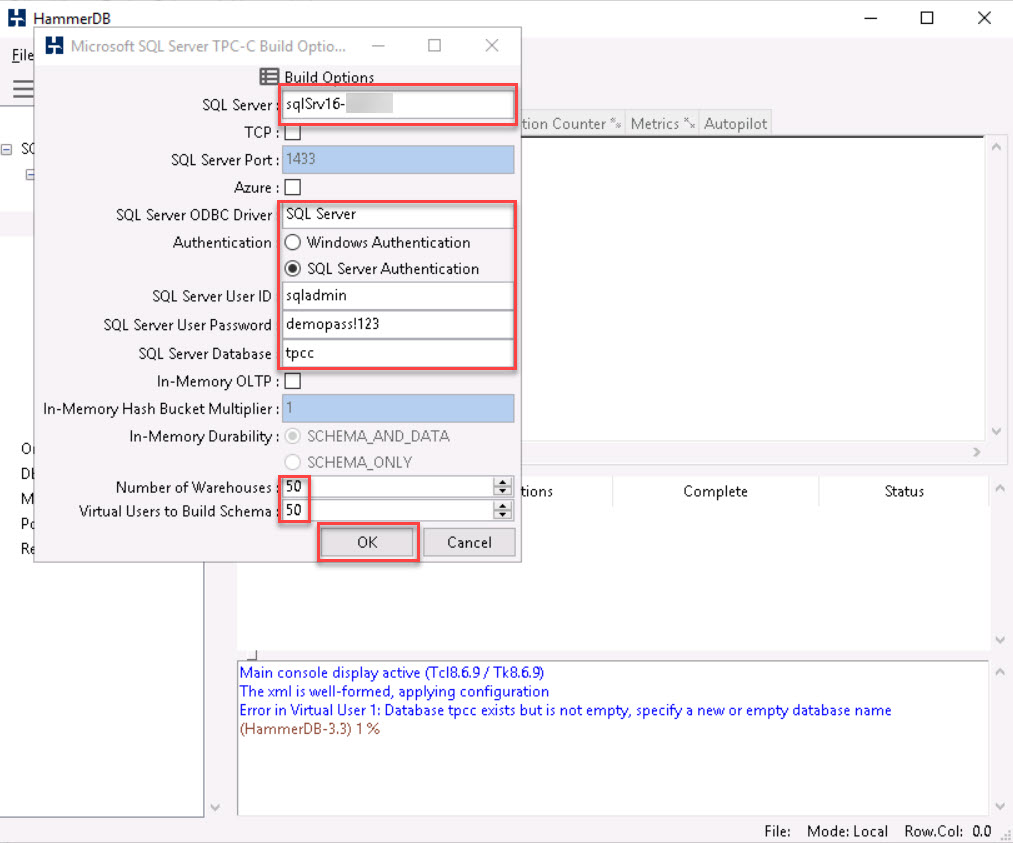 HammerDB
Microsoft SQL Server TPC-C Build Optio...
File
Build Options
SQL Server : sqlSrv16-
TCP :
SQL Server Port : 1433
Azure :
SQL Server ODBC Driver SQL Server
Authentication : Windows Authentication
SQL Server Authentication
SQL Server User ID sqladmin
SQL Server User Password demopass!123
SQL Server Database tpcc
In-Memory OLTP :
In-Memory Hash Bucket Multiplier : 1
In-Memory Durability : SCHEMA_AND_DATA
SCHEMA_ONLY
Number of Warehouses : 50
Virtual Users to Build Schema : 50
OK Cancel
tion Counter Metrics Autopilot
tions Complete Status
Main console display active (Tcl8.6.9 / Tk8.6.9)
The xml is well-formed, applying configuration
Error in Virtual User 1: Database tpcc exists but is not empty, specify a new or empty database name
(HammerDB-3.3) 1 %
File: Mode: Local Row.Col: 0.0